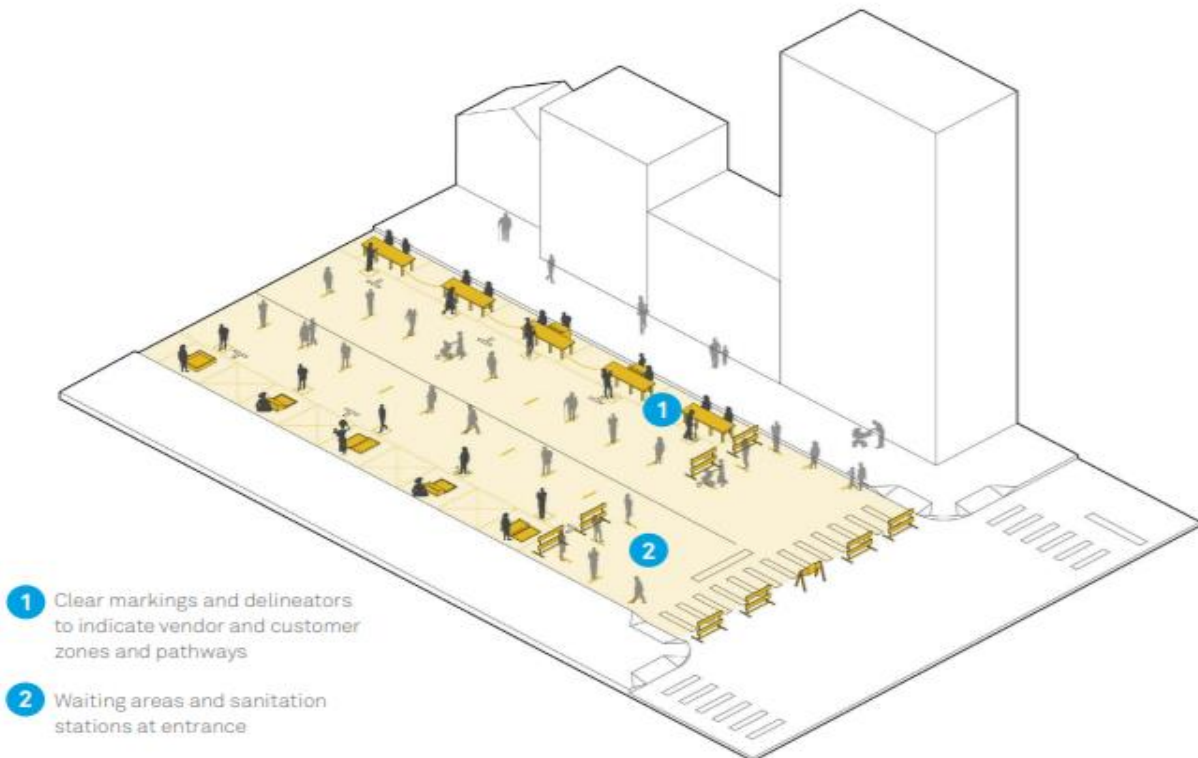 1
2
1 Clear markings and delineators
to indicate vendor and customer
zones and pathways
2 Waiting areas and sanitation
stations at entrance